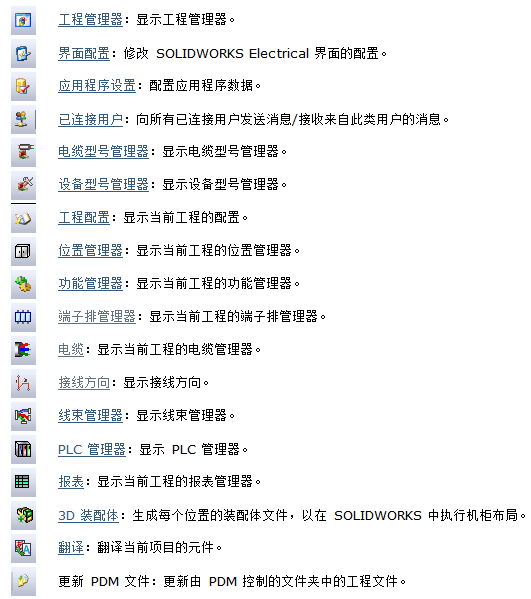 工程管理器：显示工程管理器。
界面配置：修改 SOLIDWORKS Electrical 界面的配置。
应用程序设置：配置应用程序数据。
已连接用户：向所有已连接用户发送消息/接收来自此类用户的消息。
电缆型号管理器：显示电缆型号管理器。
设备型号管理器：显示设备型号管理器。
工程配置：显示当前工程的配置。
位置管理器：显示当前工程的位置管理器。
功能管理器：显示当前工程的功能管理器。
端子排管理器：显示当前工程的端子排管理器。
电缆：显示当前工程的电缆管理器。
接线方向：显示接线方向。
线束管理器：显示线束管理器。
PLC 管理器：显示 PLC 管理器。
报表：显示当前工程的报表管理器。
3D 装配体：生成每个位置的装配体文件，以在 SOLIDWORKS 中执行机柜布局。
翻译：翻译当前项目的元件。
更新 PDM 文件：更新由 PDM 控制的文件夹中的工程文件。